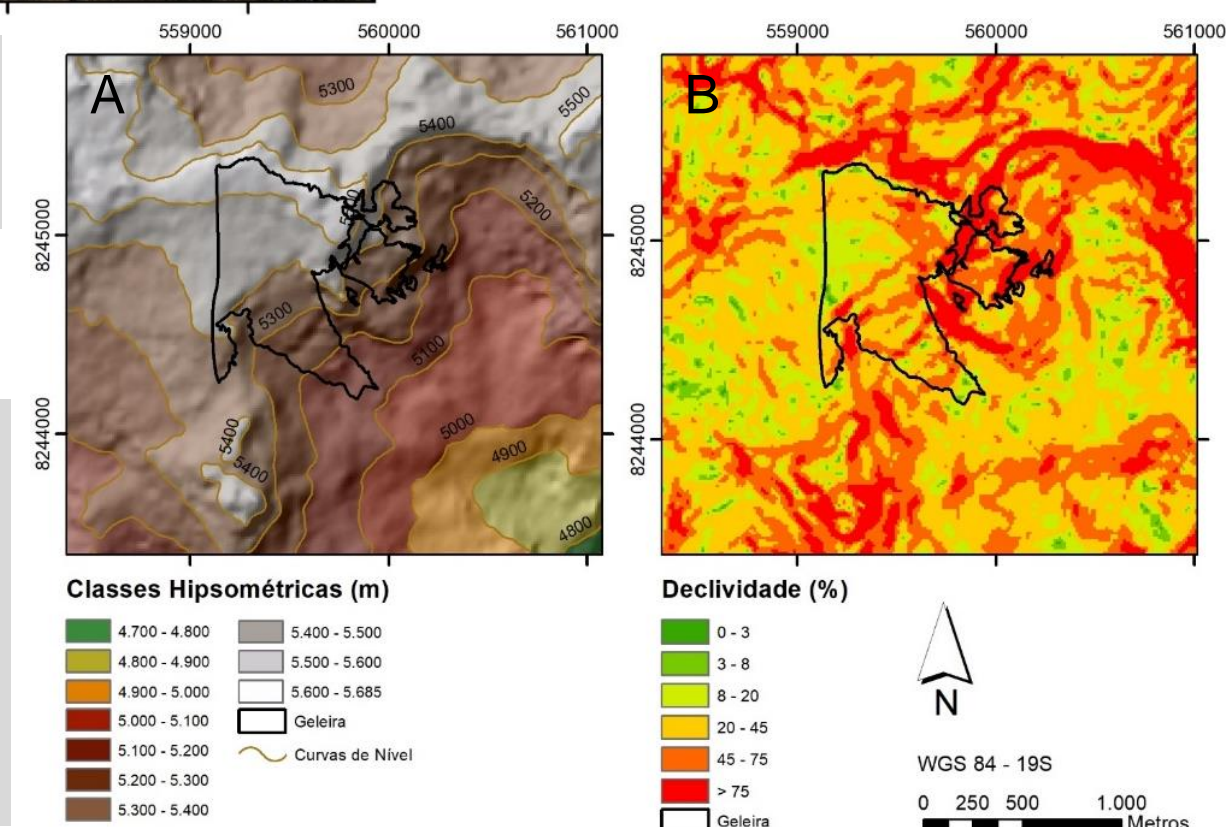 559000 560000 561000
559000 560000 561000
A
B
5300
5500
5400
5200
5300
5100
5400
5400
5000
4900
4800
8245000
8244000
8245000
8244000
Classes Hipsométricas (m)
4.700 - 4.800
4.800 - 4.900
4.900 - 5.000
5.000 - 5.100
5.100 - 5.200
5.200 - 5.300
5.300 - 5.400
5.400 - 5.500
5.500 - 5.600
5.600 - 5.685
Geleira
Curvas de Nível
Declividade (%)
0 - 3
3 - 8
8 - 20
20 - 45
45 - 75
> 75
Geleira
N
WGS 84 - 19S
0 250 500 1.000
Metros